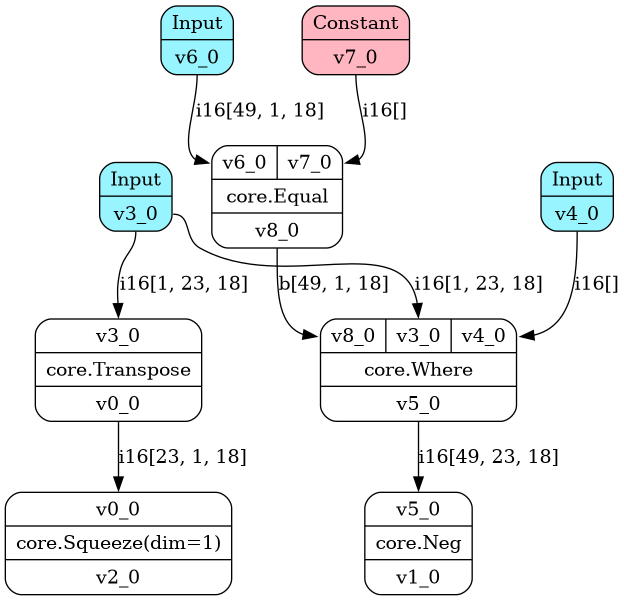 Input
v6_0
Constant
v7_0
i16[49, 1, 18]
i16[]
v6_0 v7_0
core.Equal
v8_0
Input
v3_0
Input
v4_0
i16[1, 23, 18]
b[49, 1, 18]
i16[1, 23, 18]
i16[]
v3_0
core.Transpose
v0_0
v8_0 v3_0 v4_0
core.Where
v5_0
i16[23, 1, 18]
i16[49, 23, 18]
v0_0
core.Squeeze(dim=1)
v2_0
v5_0
core.Neg
v1_0